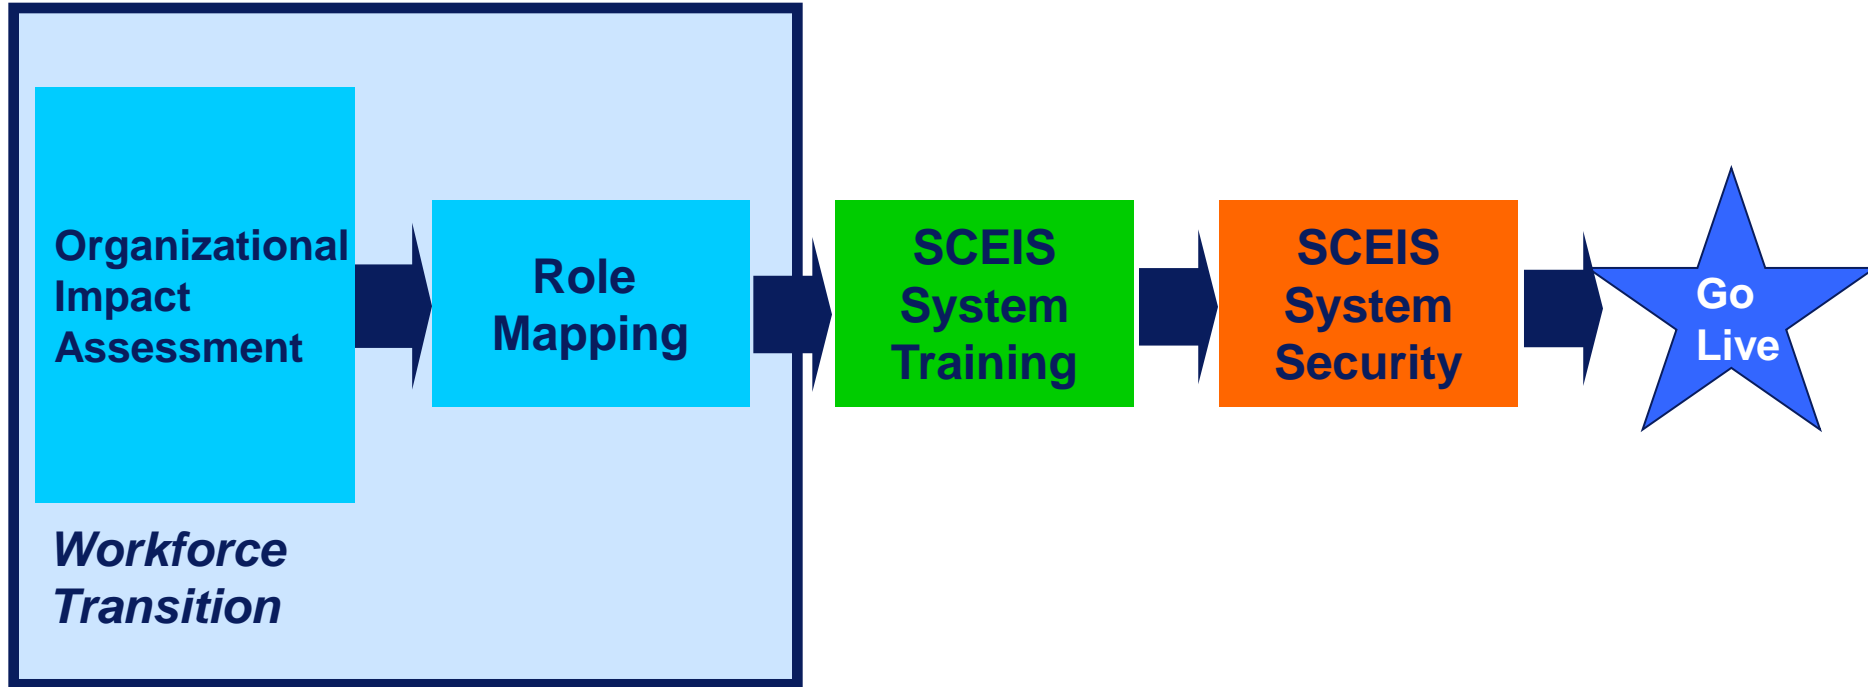 Organizational
Impact
Assessment
Role
Mapping
SCEIS
System
Training
SCEIS
System
Security
Go
Live
Workforce
Transition